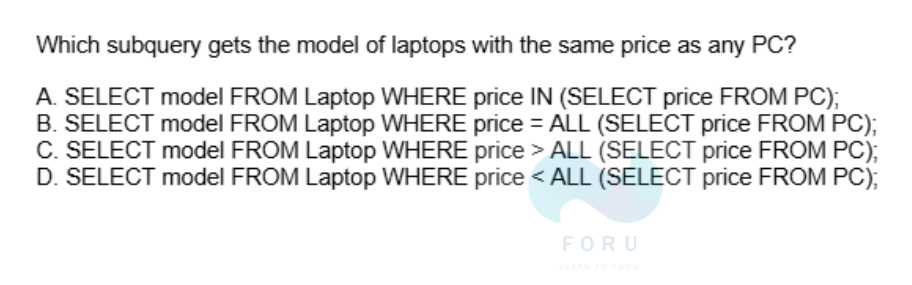 Which subquery gets the model of laptops with the same price as any PC?
A. SELECT model FROM Laptop WHERE price IN (SELECT price FROM PC);
B. SELECT model FROM Laptop WHERE price = ALL (SELECT price FROM PC);
C. SELECT model FROM Laptop WHERE price > ALL (SELECT price FROM PC);
D. SELECT model FROM Laptop WHERE price < ALL (SELECT price FROM PC);
FORU
LEARN TO KNOW